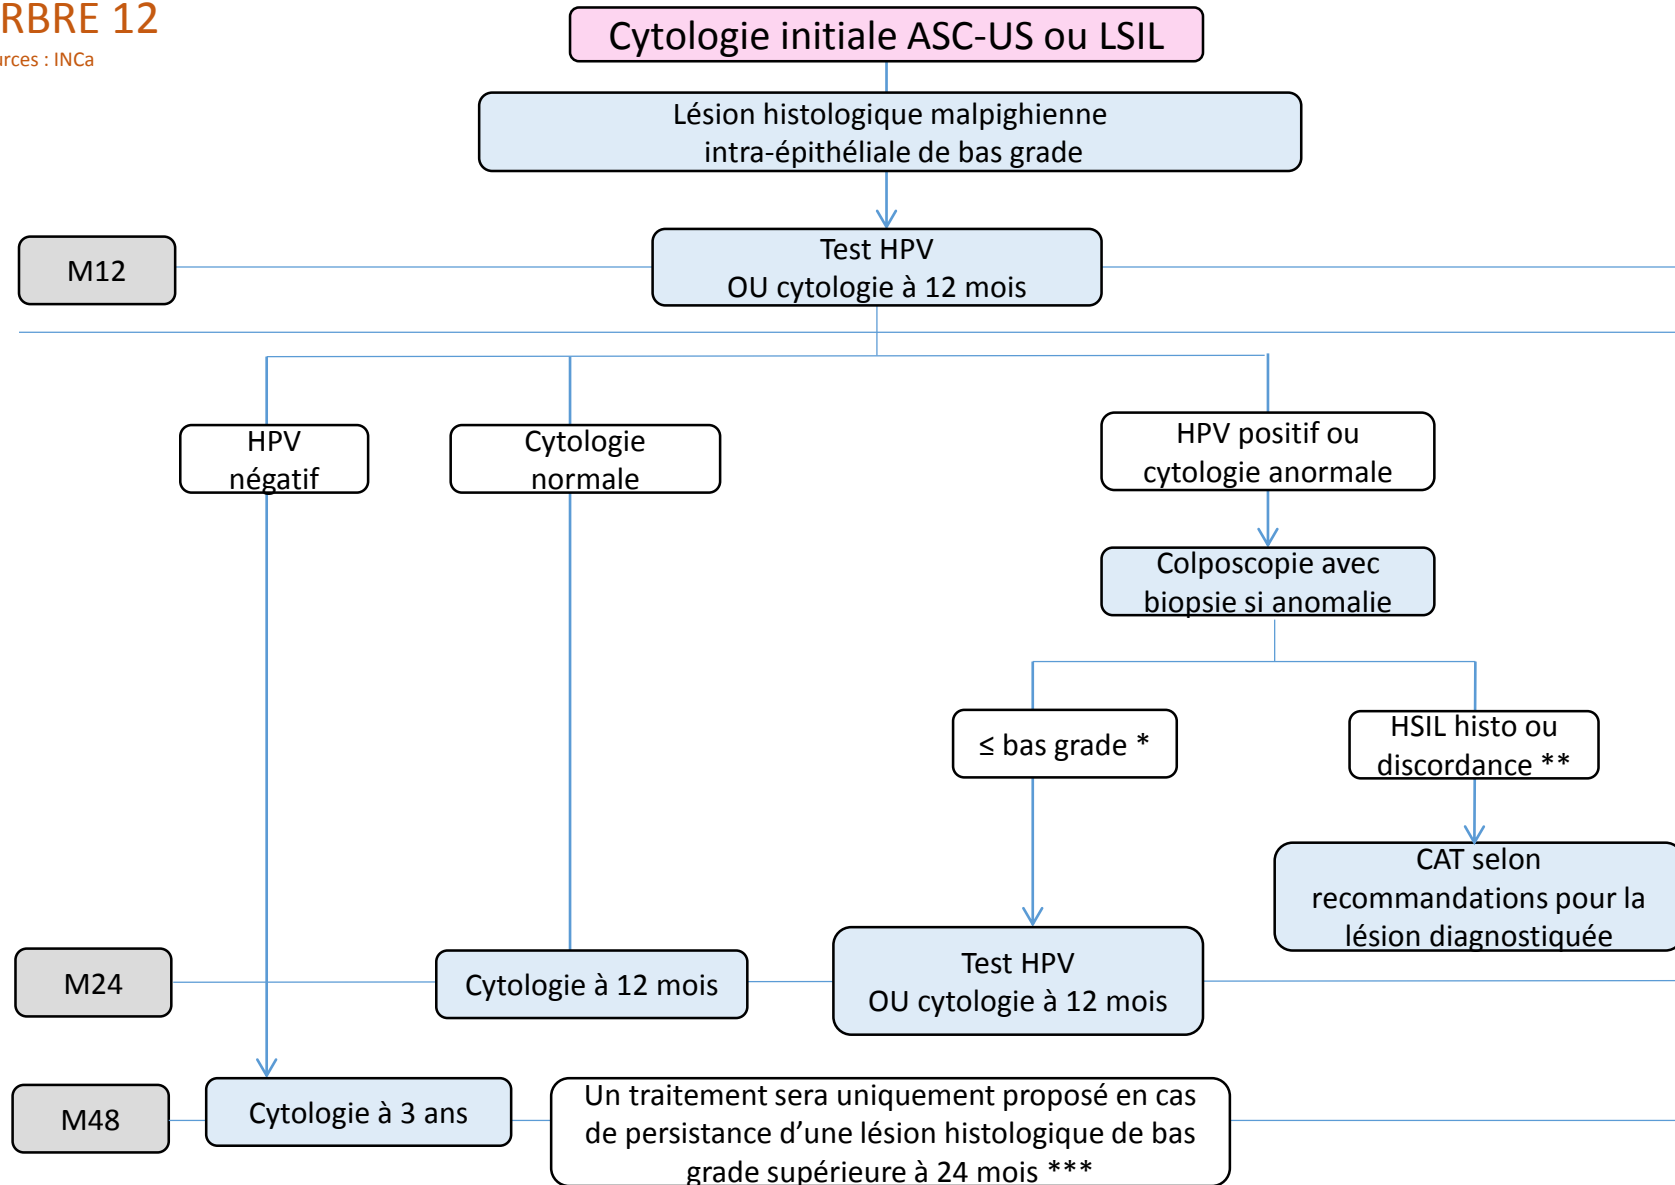 RBRE 12
urces : INCa
Cytologie initiale ASC-US ou LSIL
Lésion histologique malpighienne
intra-épithéliale de bas grade
M12
Test HPV
OU cytologie à 12 mois
HPV
négatif
Cytologie
normale
HPV positif ou
cytologie anormale
Colposcopie avec
biopsie si anomalie
≤ bas grade *
HSIL histo ou
discordance **
CAT selon
recommandations pour la
lésion diagnostiquée
M24
Cytologie à 12 mois
Test HPV
OU cytologie à 12 mois
M48
Cytologie à 3 ans
Un traitement sera uniquement proposé en cas
de persistance d’une lésion histologique de bas
grade supérieure à 24 mois ***